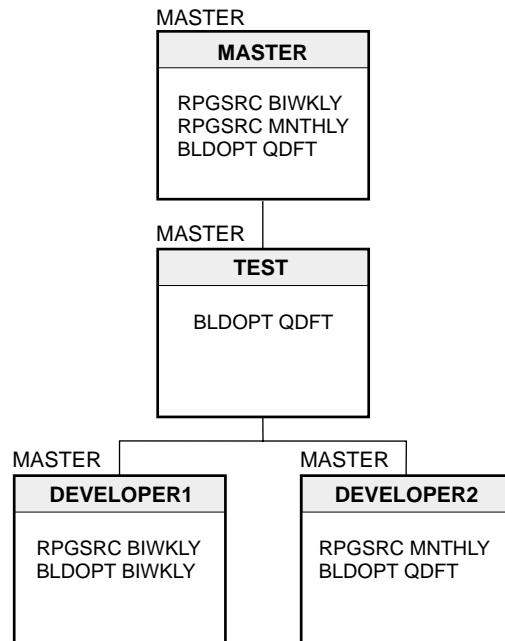 MASTER
MASTER
RPGSRC BIWKLY
RPGSRC MNTHLY
BLDOPT QDFT
MASTER
TEST
BLDOPT QDFT
MASTER
DEVELOPER1
RPGSRC BIWKLY
BLDOPT BIWKLY
MASTER
DEVELOPER2
RPGSRC MNTHLY
BLDOPT QDFT